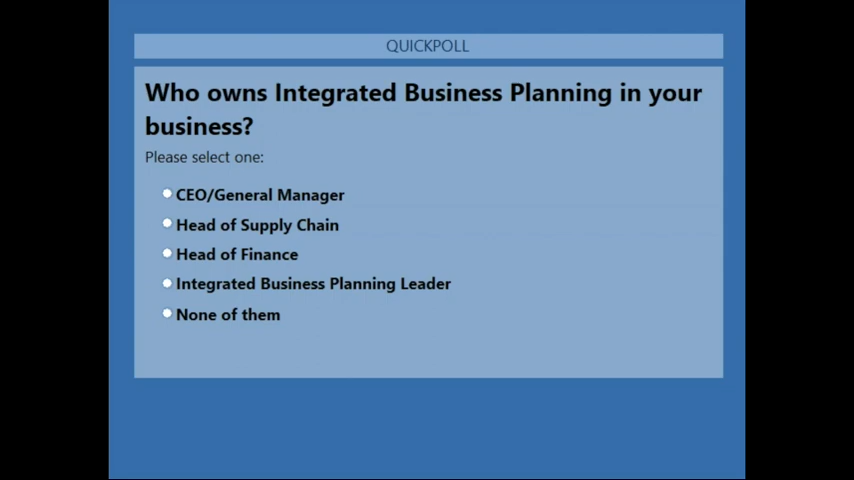 QUICKPOLL
Who owns Integrated Business Planning in your
business?
Please select one:
CEO/General Manager
Head of Supply Chain
Head of Finance
Integrated Business Planning Leader
None of them